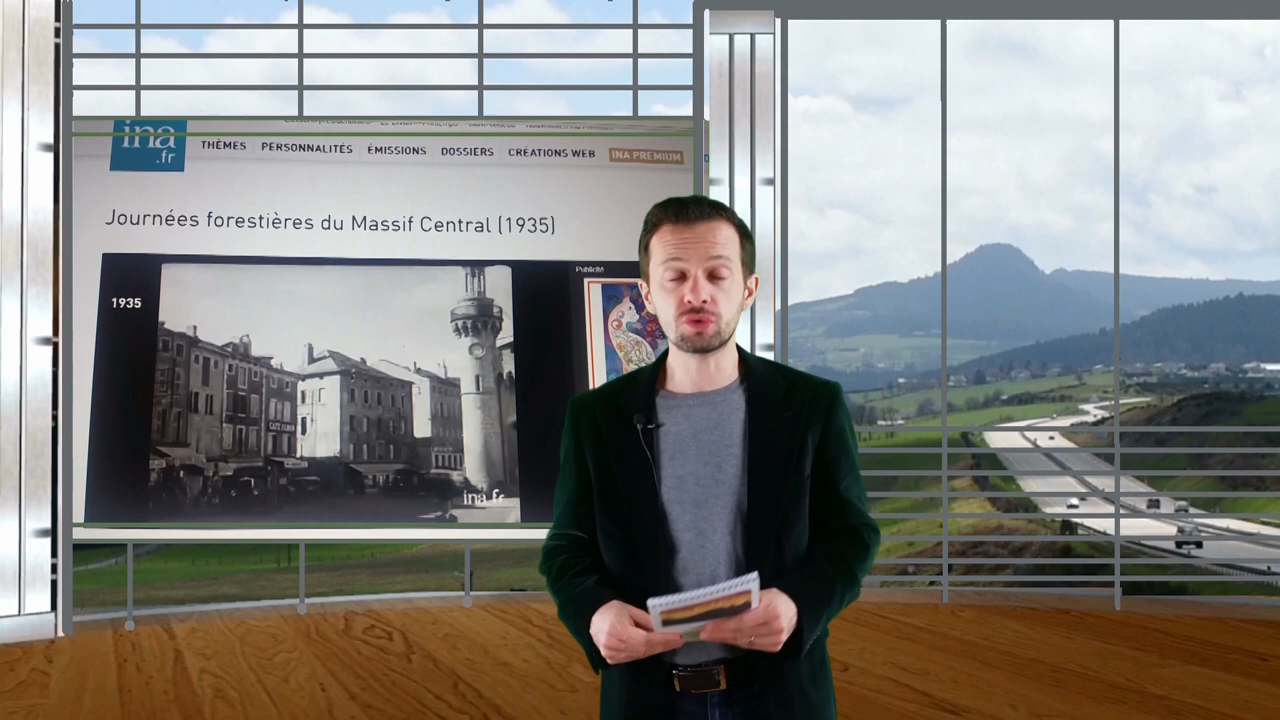 ina
.fr
THÈMES PERSONNALITÉS ÉMISSIONS DOSSIERS CRÉATIONS WEB INA PREMIUM
Journées forestières du Massif Central (1935)
Publicité
1935
CAFÉ
ina.fr